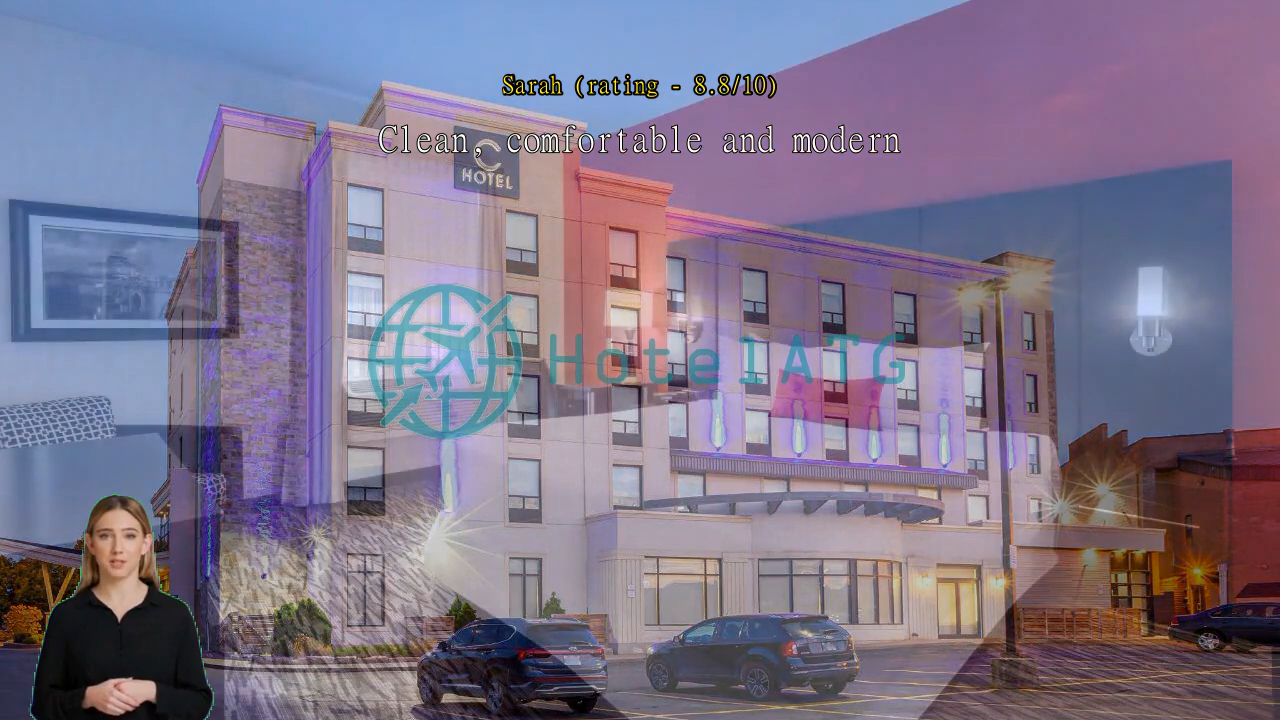 Sarah (rating - 8.8/10)
Clean, comfortable and modern
C
HOTEL
HotelATG